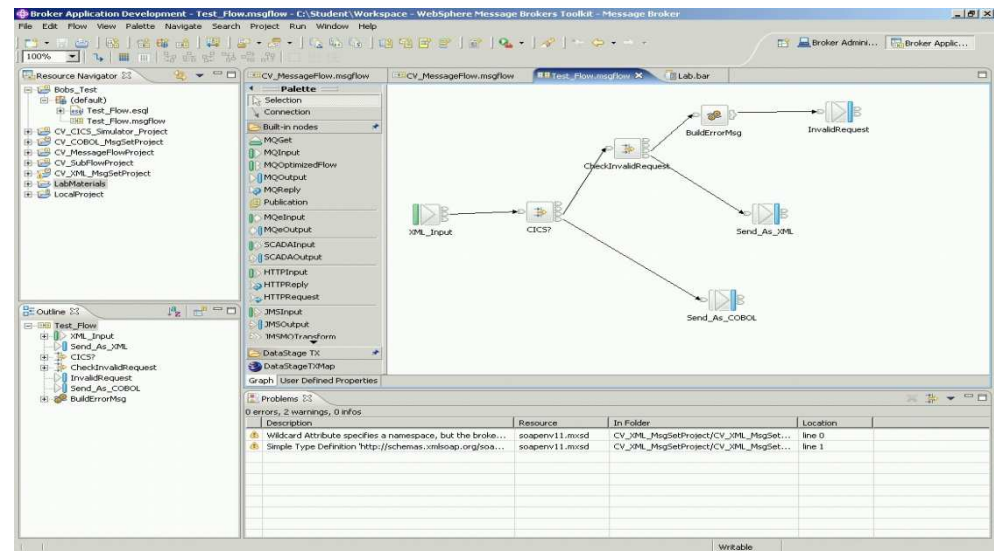 Broker Application Development - Test_Flow.msgflow - C:\Student\Workspace - WebSphere Message Brokers Toolkit - Message Broker
File Edit Flow View Palette Navigate Search Project Run Window Help
Broker Admini...
Broker Applic...
100%
Resource Navigator
Bobs_Test
(default)
Test_Flow.esql
Test_Flow.msgflow
CV_CICS_Simulator_Project
CV_COBOL_MsgSetProject
CV_MessageFlowProject
CV_SubFlowProject
CV_XML_MsgSetProject
LabMaterials
LocalProject
Outline
Test_Flow
XML_Input
Send_As_XML
CICS?
CheckInvalidRequest
InvalidRequest
Send_As_COBOL
BuildErrorMsg
CV_MessageFlow.msgflow
CV_MessageFlow.msgflow
Test_Flow.msgflow
Lab.bar
Palette
Selection
Connection
Built-in nodes
MQGet
MQInput
MQOptimizedFlow
MQOutput
MQReply
Publication
MQeInput
MQeOutput
SCADAInput
SCADAOutput
HTTPInput
HTTPReply
HTTPRequest
JMSInput
JMSOutput
JMSMQTransform
DataStage TX
DataStageTXMap
Graph User Defined Properties
BuildErrorMsg
InvalidRequest
CheckInvalidRequest
XML_Input
CICS?
Send_As_XML
Send_As_COBOL
Problems
0 errors, 2 warnings, 0 infos
Description Resource In Folder Location
Wildcard Attribute specifies a namespace, but the broke... soapenv11.mxsd CV_XML_MsgSetProject/CV_XML_MsgSet... line 0
Simple Type Definition 'http://schemas.xmlsoap.org/soa... soapenv11.mxsd CV_XML_MsgSetProject/CV_XML_MsgSet... line 1
Writable